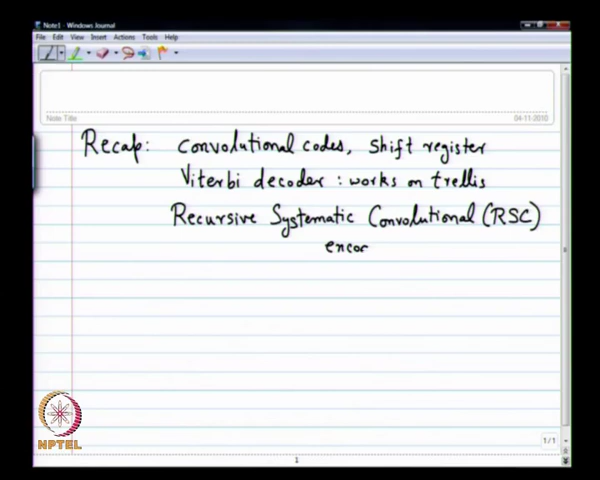 Note1 - Windows Journal
File Edit View Insert Actions Tools Help
Note Title
04-11-2010
Recap: Convolutional codes, Shift register
Viterbi decoder : works on trellis
Recursive Systematic Convolutional (RSC)
encor
NPTEL
1/1
1